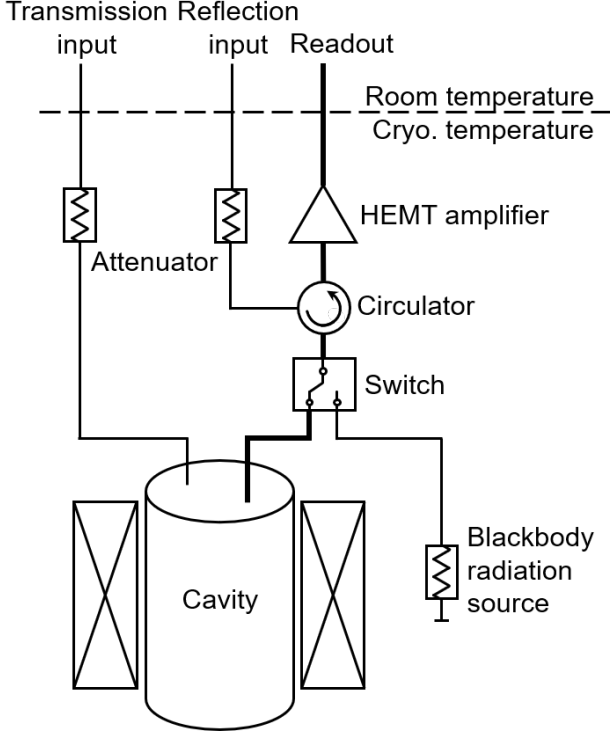 Transmission Reflection
input input Readout
Room temperature
Cryo. temperature
HEMT amplifier
Attenuator
Circulator
Switch
Blackbody
radiation
source
Cavity